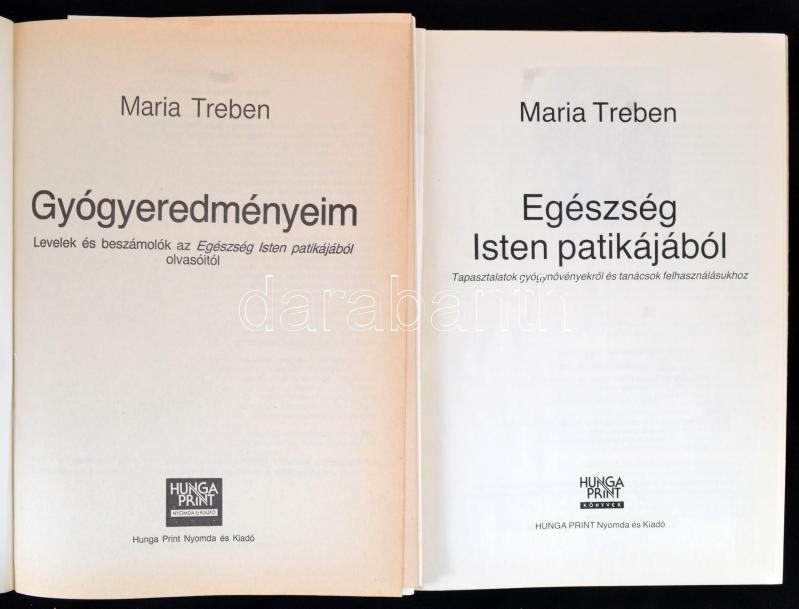 Maria Treben
Gyógyeredményeim
Levelek és beszámolók az Egészség Isten patikájából
olvasóitól
HUNGA
PRINT
NYOMDA & KIADÓ
Hunga Print Nyomda és Kiadó
Maria Treben
Egészség
Isten patikájából
Tapasztalatok gyógynövényekről és tanácsok felhasználásukhoz
HUNGA
PRINT
KÖNYVEK
HUNGA PRINT Nyomda és Kiadó
darabanth